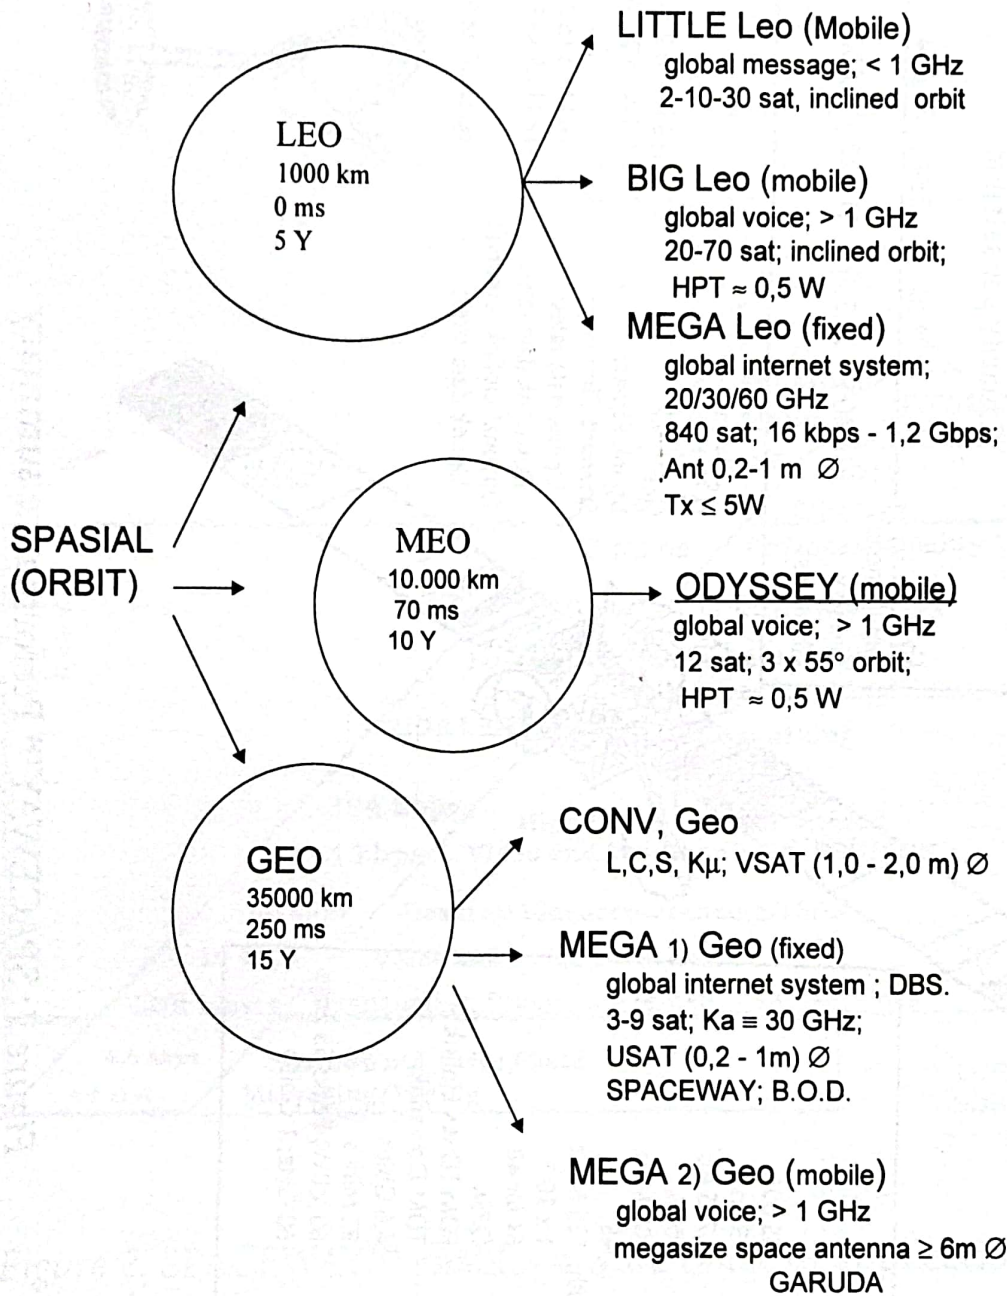 SPASIAL
(ORBIT)
LEO
1000 km
0 ms
5 Y
LITTLE Leo (Mobile)
global message; < 1 GHz
2-10-30 sat, inclined orbit
BIG Leo (mobile)
global voice; > 1 GHz
20-70 sat; inclined orbit;
HPT ≈ 0,5 W
MEGA Leo (fixed)
global internet system;
20/30/60 GHz
840 sat; 16 kbps - 1,2 Gbps;
Ant 0,2-1 m ∅
Tx ≤ 5W
MEO
10.000 km
70 ms
10 Y
ODYSSEY (mobile)
global voice; > 1 GHz
12 sat; 3 x 55° orbit;
HPT ≈ 0,5 W
GEO
35000 km
250 ms
15 Y
CONV, Geo
L,C,S, Kμ; VSAT (1,0 - 2,0 m) ∅
MEGA 1) Geo (fixed)
global internet system ; DBS.
3-9 sat; Ka ≡ 30 GHz;
USAT (0,2 - 1m) ∅
SPACEWAY; B.O.D.
MEGA 2) Geo (mobile)
global voice; > 1 GHz
megasize space antenna ≥ 6m ∅
GARUDA